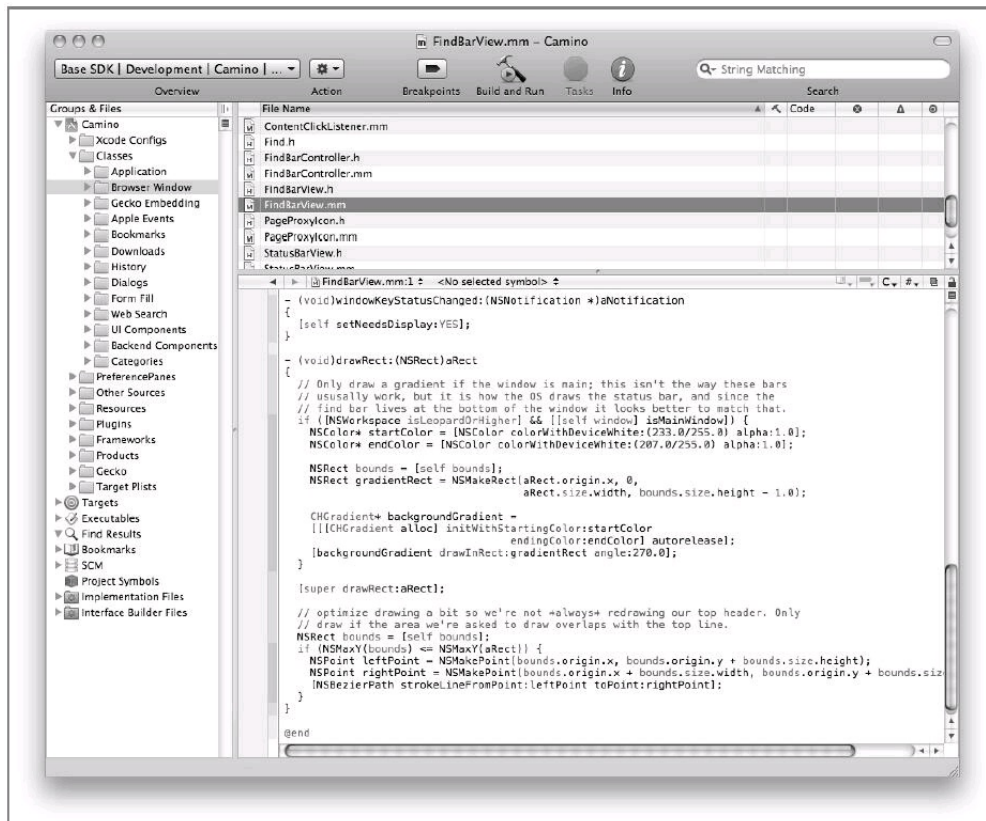 FindBarView.mm – Camino
Base SDK | Development | Camino | ...
String Matching
Overview
Action
Breakpoints
Build and Run
Tasks
Info
Search
Groups & Files
Camino
Xcode Configs
Classes
Application
Browser Window
Gecko Embedding
Apple Events
Bookmarks
Downloads
History
Dialogs
Form Fill
Web Search
UI Components
Backend Components
Categories
PreferencePanes
Other Sources
Resources
Plugins
Frameworks
Products
Gecko
Target Plists
Targets
Executables
Find Results
Bookmarks
SCM
Project Symbols
Implementation Files
Interface Builder Files
File Name
Code
ContentClickListener.mm
Find.h
FindBarController.h
FindBarController.mm
FindBarView.h
FindBarView.mm
PageProxyIcon.h
PageProxyIcon.mm
StatusBarView.h
StatusBarView.mm
FindBarView.mm:1 <No selected symbol>
C, #,
- (void)windowKeyStatusChanged:(NSNotification *)aNotification
{
[self setNeedsDisplay:YES];
}
- (void)drawRect:(NSRect)aRect
{
// Only draw a gradient if the window is main; this isn't the way these bars
// ususally work, but it is how the OS draws the status bar, and since the
// find bar lives at the bottom of the window it looks better to match that.
if ([NSWorkspace isLeopardOrHigher] && [[self window] isMainWindow]) {
NSColor* startColor = [NSColor colorWithDeviceWhite:(233.0/255.0) alpha:1.0];
NSColor* endColor = [NSColor colorWithDeviceWhite:(207.0/255.0) alpha:1.0];
NSRect bounds = [self bounds];
NSRect gradientRect = NSMakeRect(aRect.origin.x, 0,
aRect.size.width, bounds.size.height - 1.0);
CHGradient* backgroundGradient =
[[[CHGradient alloc] initWithStartingColor:startColor
endingColor:endColor] autorelease];
[backgroundGradient drawInRect:gradientRect angle:270.0];
}
[super drawRect:aRect];
// optimize drawing a bit so we're not *always* redrawing our top header. Only
// draw if the area we're asked to draw overlaps with the top line.
NSRect bounds = [self bounds];
if (NSMaxY(bounds) <= NSMaxY(aRect)) {
NSPoint leftPoint = NSMakePoint(bounds.origin.x, bounds.origin.y + bounds.size.height);
NSPoint rightPoint = NSMakePoint(bounds.origin.x + bounds.size.width, bounds.origin.y + bounds.siz
[NSBezierPath strokeLineFromPoint:leftPoint toPoint:rightPoint];
}
}
@end